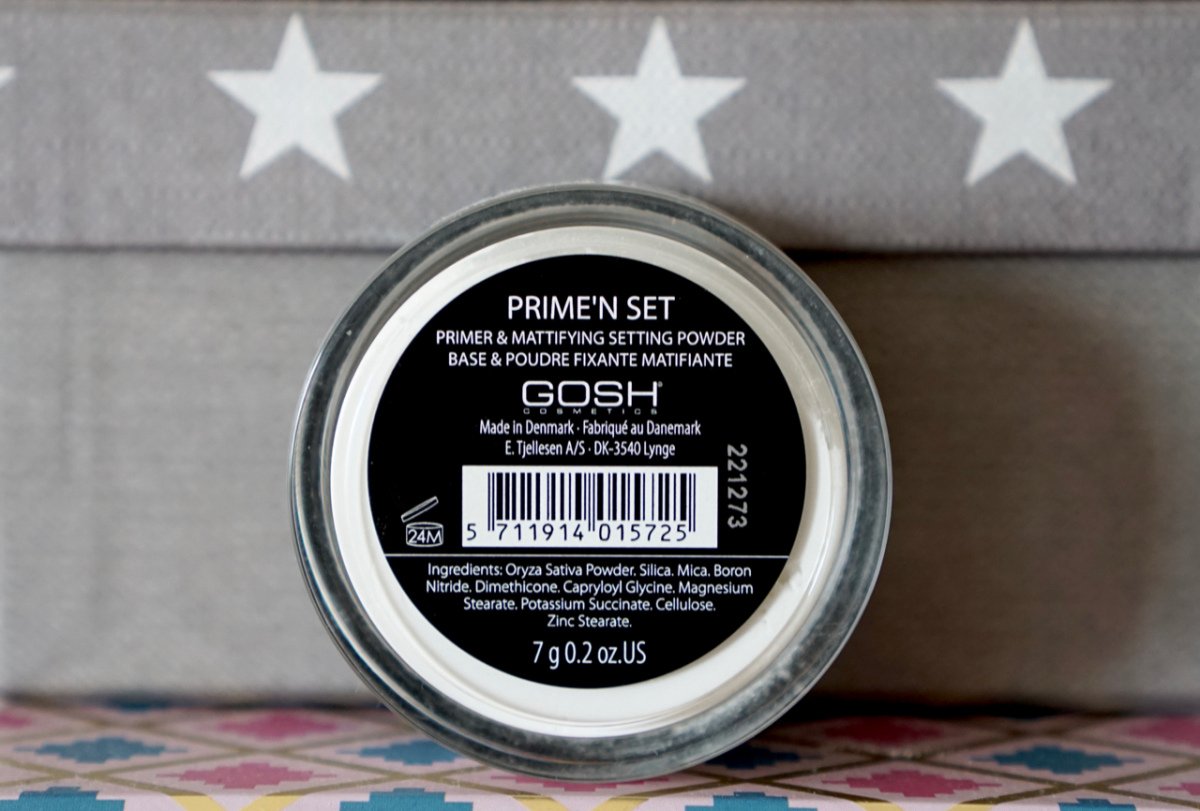 PRIME'N SET
PRIMER & MATTIFYING SETTING POWDER
BASE & POUDRE FIXANTE MATIFIANTE
GOSH®
COSMETICS
Made in Denmark · Fabriqué au Danemark
E. Tjellesen A/S · DK-3540 Lynge
221273
5 711914 015725
24M
Ingredients: Oryza Sativa Powder. Silica. Mica. Boron
Nitride. Dimethicone. Capryloyl Glycine. Magnesium
Stearate. Potassium Succinate. Cellulose.
Zinc Stearate.
7 g 0.2 oz.US